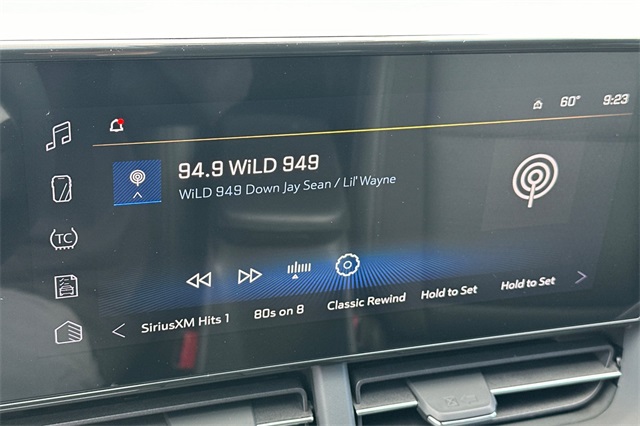 60° 9:23
94.9 WiLD 949
WiLD 949 Down Jay Sean / Lil' Wayne
TC
SiriusXM Hits 1 80s on 8 Classic Rewind Hold to Set Hold to Set